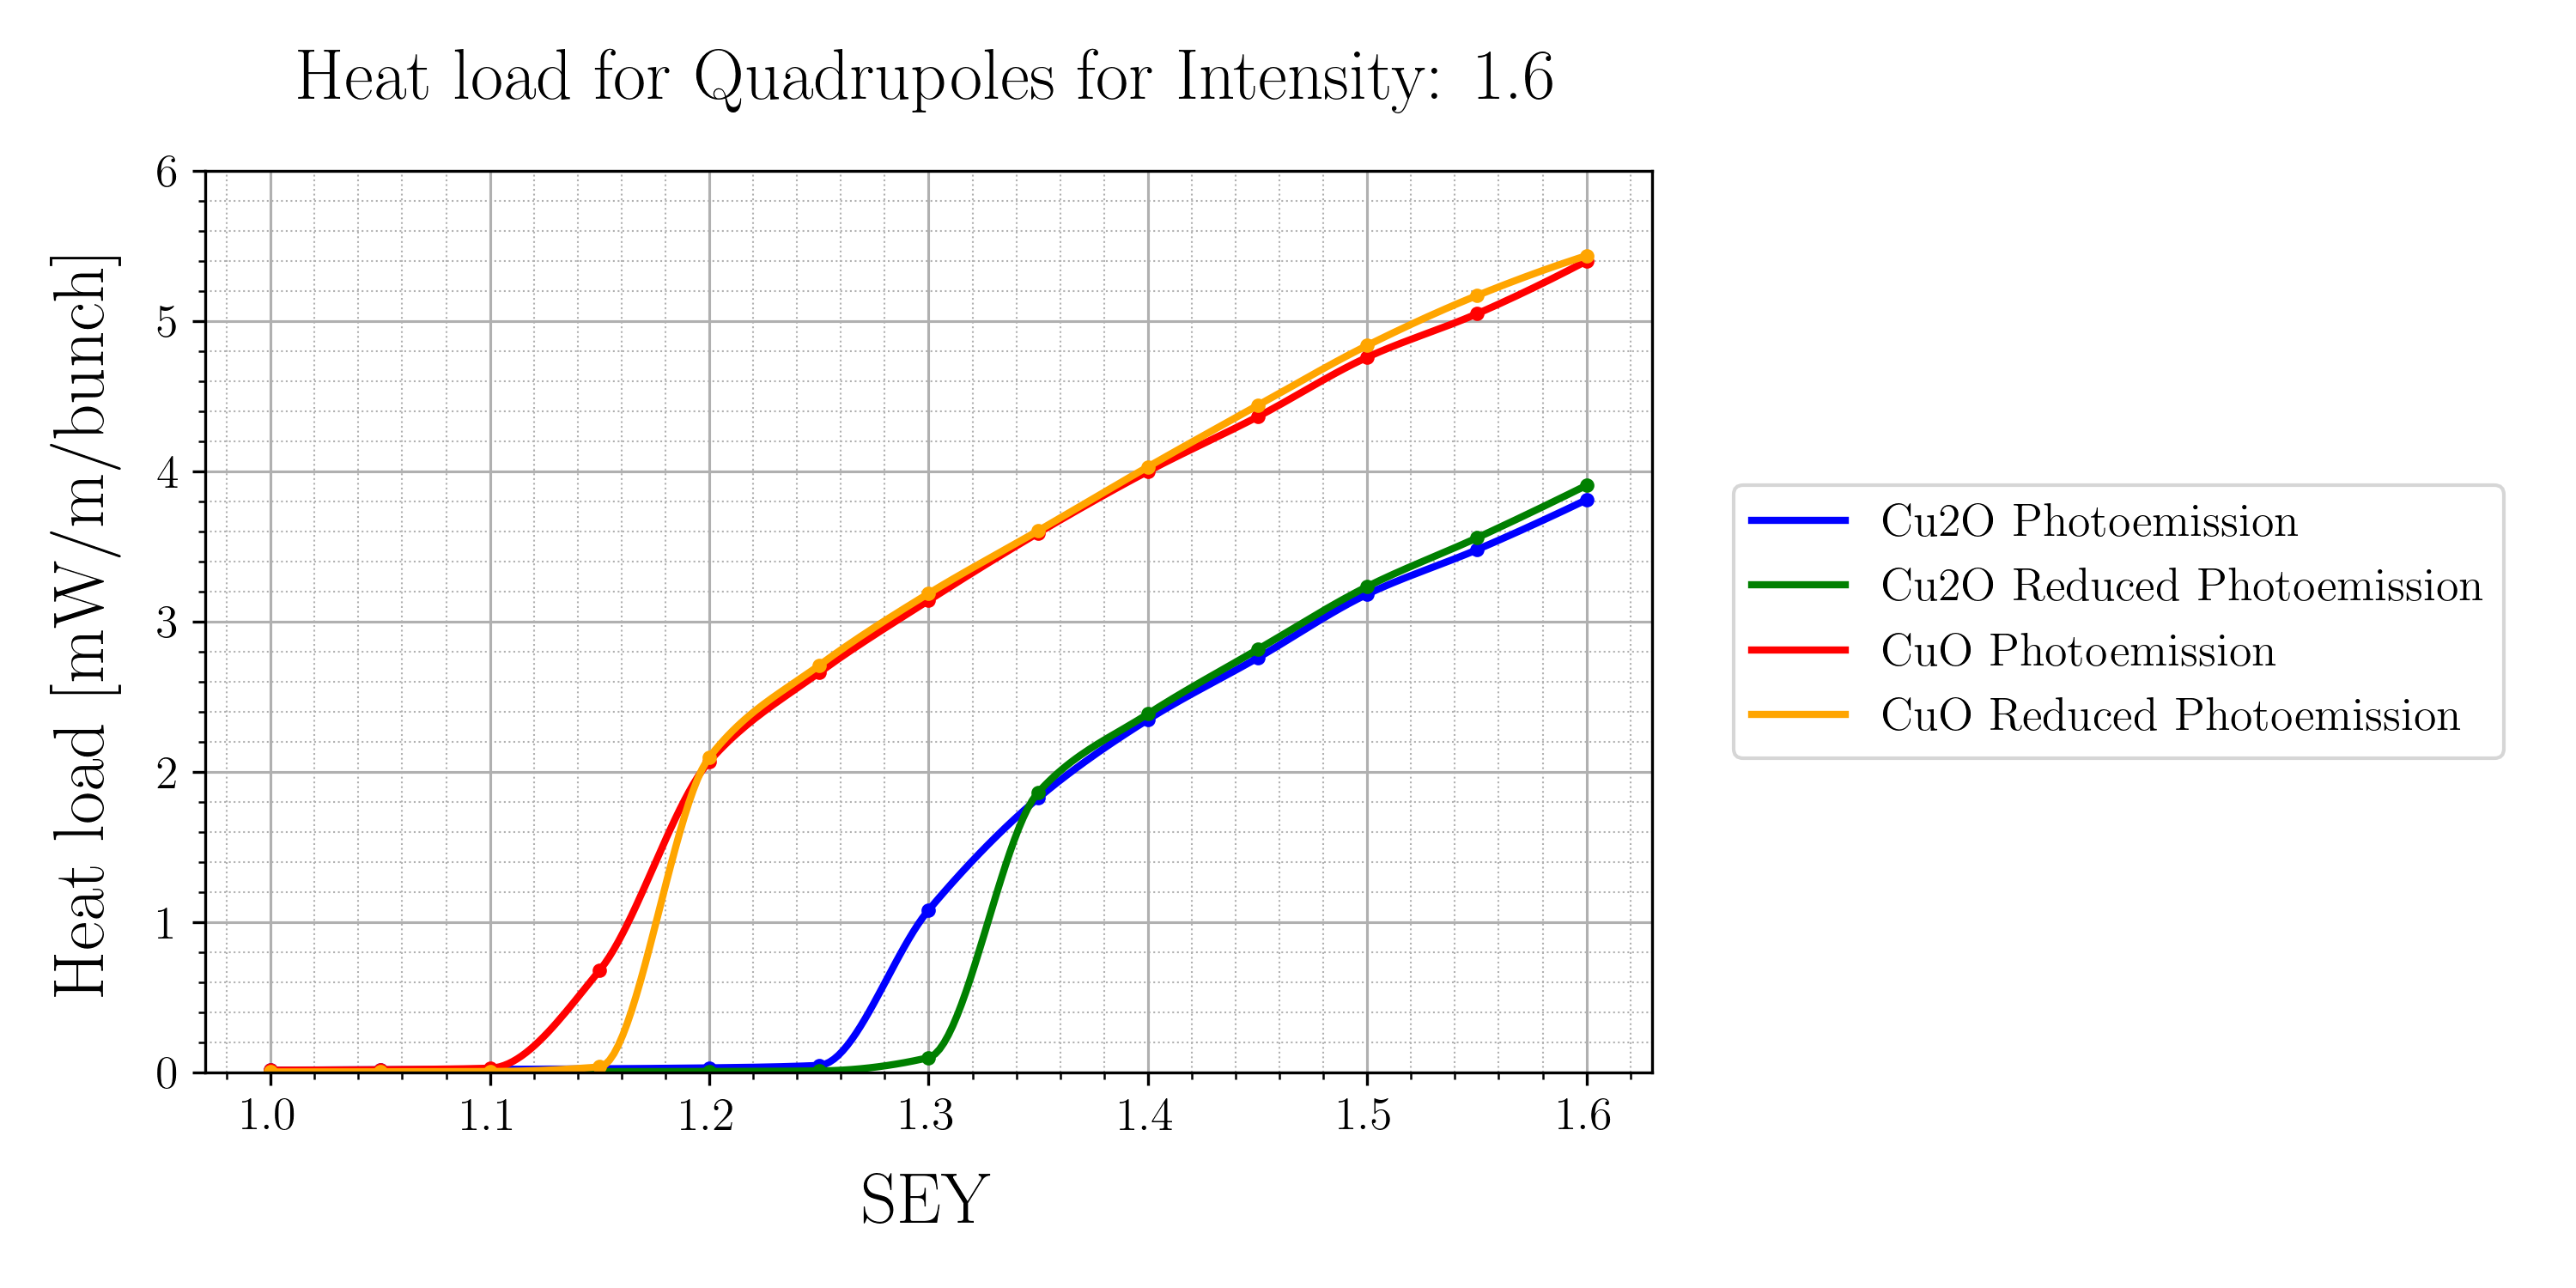 Heat load for Quadrupoles for Intensity: 1.6
Heat load [mW/m/bunch]
6
5
4
3
2
1
0
1.0 1.1 1.2 1.3 1.4 1.5 1.6
SEY
Cu2O Photoemission
Cu2O Reduced Photoemission
CuO Photoemission
CuO Reduced Photoemission